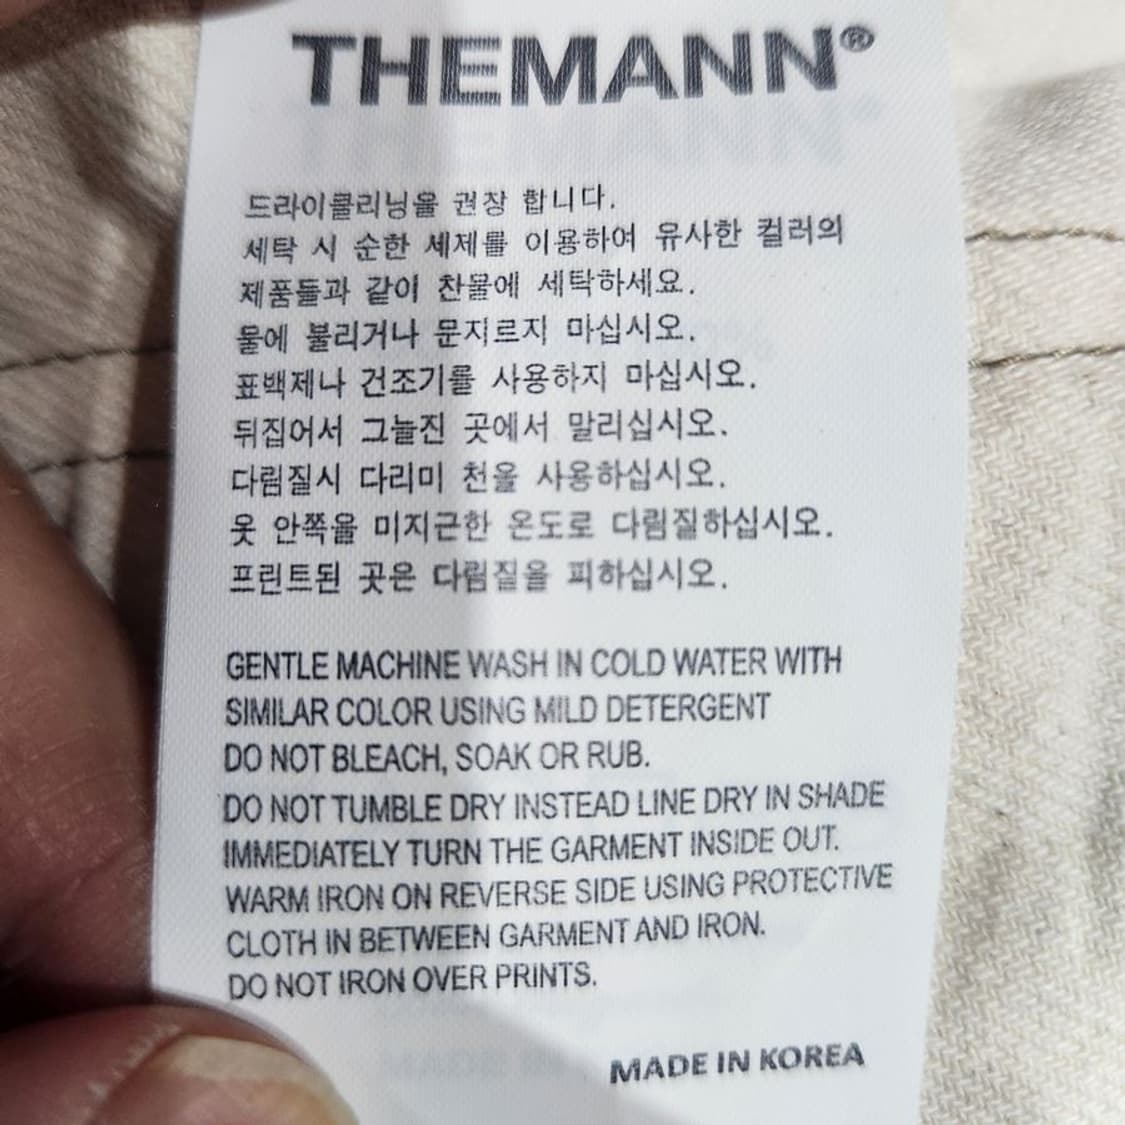 THEMANN®
드라이클리닝을 권장 합니다.
세탁 시 순한 세제를 이용하여 유사한 컬러의
제품들과 같이 찬물에 세탁하세요.
물에 불리거나 문지르지 마십시오.
표백제나 건조기를 사용하지 마십시오.
뒤집어서 그늘진 곳에서 말리십시오.
다림질시 다리미 천을 사용하십시오.
옷 안쪽을 미지근한 온도로 다림질하십시오.
프린트된 곳은 다림질을 피하십시오.
GENTLE MACHINE WASH IN COLD WATER WITH
SIMILAR COLOR USING MILD DETERGENT
DO NOT BLEACH, SOAK OR RUB.
DO NOT TUMBLE DRY INSTEAD LINE DRY IN SHADE
IMMEDIATELY TURN THE GARMENT INSIDE OUT.
WARM IRON ON REVERSE SIDE USING PROTECTIVE
CLOTH IN BETWEEN GARMENT AND IRON.
DO NOT IRON OVER PRINTS.
MADE IN KOREA